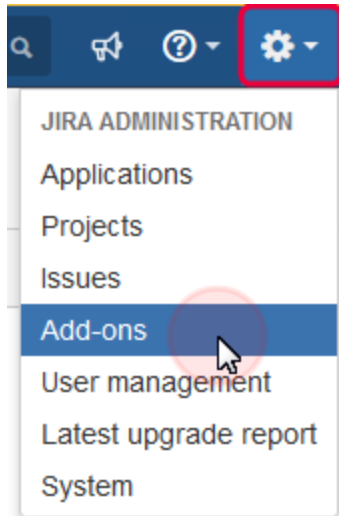 JIRA ADMINISTRATION
Applications
Projects
Issues
Add-ons
User management
Latest upgrade report
System